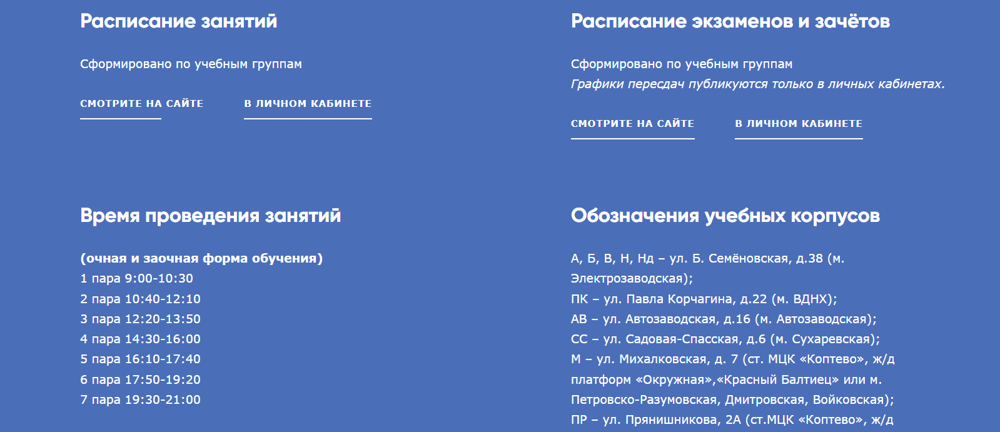 Расписание занятий
Сформировано по учебным группам
СМОТРИТЕ НА САЙТЕ
В ЛИЧНОМ КАБИНЕТЕ
Расписание экзаменов и зачётов
Сформировано по учебным группам
Графики пересдач публикуются только в личных кабинетах.
СМОТРИТЕ НА САЙТЕ
В ЛИЧНОМ КАБИНЕТЕ
Время проведения занятий
(очная и заочная форма обучения)
1 пара 9:00-10:30
2 пара 10:40-12:10
3 пара 12:20-13:50
4 пара 14:30-16:00
5 пара 16:10-17:40
6 пара 17:50-19:20
7 пара 19:30-21:00
Обозначения учебных корпусов
А, Б, В, Н, Нд – ул. Б. Семёновская, д.38 (м.
Электрозаводская);
ПК – ул. Павла Корчагина, д.22 (м. ВДНХ);
АВ – ул. Автозаводская, д.16 (м. Автозаводская);
СС – ул. Садовая-Спасская, д.6 (м. Сухаревская);
М – ул. Михалковская, д. 7 (ст. МЦК «Коптево», ж/д
платформ «Окружная»,«Красный Балтиец» или м.
Петровско-Разумовская, Дмитровская, Войковская);
ПР – ул. Прянишникова, 2А (ст.МЦК «Коптево», ж/д